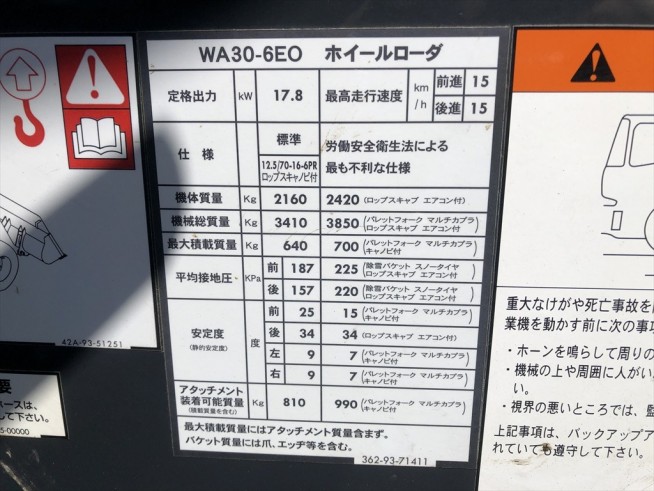 WA30-6EO ホイールローダ
定格出力 kW 17.8 最高走行速度 km/h 前進 15
後進 15
仕様 標準
12.5/70-16-6PR
ロップスキャノピ付
労働安全衛生法による
最も不利な仕様
機体質量 Kg 2160 2420 (ロップスキャブ エアコン付)
機械総質量 Kg 3410 3850 (パレットフォーク マルチカプラ
ロップスキャブ エアコン付)
最大積載質量 Kg 640 700 (パレットフォーク マルチカプラ
キャノピ付)
平均接地圧 KPa 前 187 225 (除雪バケット スノータイヤ
ロップスキャブ エアコン付)
後 157 220 (除雪バケット スノータイヤ
ロップスキャブ エアコン付)
安定度
(静的安定度)
度 前 25 15 (パレットフォーク マルチカプラ
キャノピ付)
後 34 34 (ロップスキャブ エアコン付)
左 9 7 (パレットフォーク マルチカプラ
キャノピ付)
右 9 7 (パレットフォーク マルチカプラ
キャノピ付)
アタッチメント
装着可能質量
(積載質量を含む)
Kg 810 990 (パレットフォーク マルチカプラ
キャノピ付)
最大質量にはアタッチメント質量含まず。
バケット質量には爪、エッヂ等を含む。
362-93-71411
42A-93-51251
要
ホースは、
して下さい。
5-00000
重大なけがや死亡事故を
業機を動かす前に次の事
・ホーンを鳴らして周りの
・機械の上や周囲に人がい
い。
・視界の悪いところでは、監
上記事項は、バックアップア
れていても遵守して下さい。